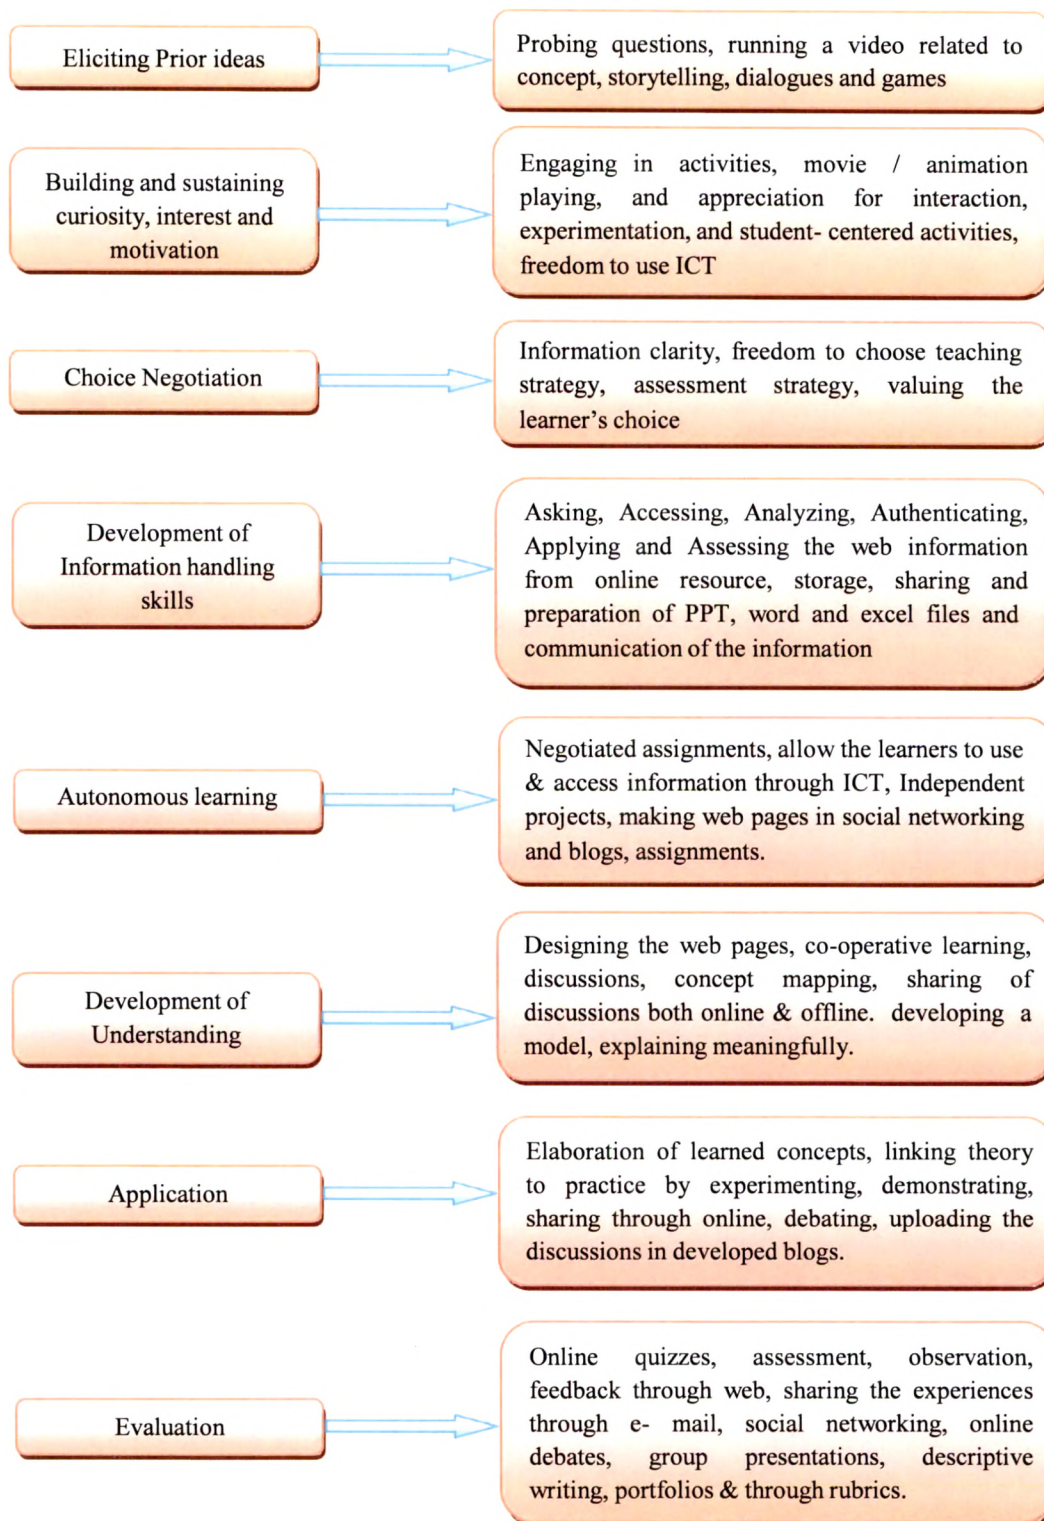 Eliciting Prior ideas
Probing questions, running a video related to
concept, storytelling, dialogues and games
Building and sustaining
curiosity, interest and
motivation
Engaging in activities, movie / animation
playing, and appreciation for interaction,
experimentation, and student- centered activities,
freedom to use ICT
Choice Negotiation
Information clarity, freedom to choose teaching
strategy, assessment strategy, valuing the
learner's choice
Development of
Information handling
skills
Asking, Accessing, Analyzing, Authenticating,
Applying and Assessing the web information
from online resource, storage, sharing and
preparation of PPT, word and excel files and
communication of the information
Autonomous learning
Negotiated assignments, allow the learners to use
& access information through ICT, Independent
projects, making web pages in social networking
and blogs, assignments.
Development of
Understanding
Designing the web pages, co-operative learning,
discussions, concept mapping, sharing of
discussions both online & offline. developing a
model, explaining meaningfully.
Application
Elaboration of learned concepts, linking theory
to practice by experimenting, demonstrating,
sharing through online, debating, uploading the
discussions in developed blogs.
Evaluation
Online quizzes, assessment, observation,
feedback through web, sharing the experiences
through e- mail, social networking, online
debates, group presentations, descriptive
writing, portfolios & through rubrics.